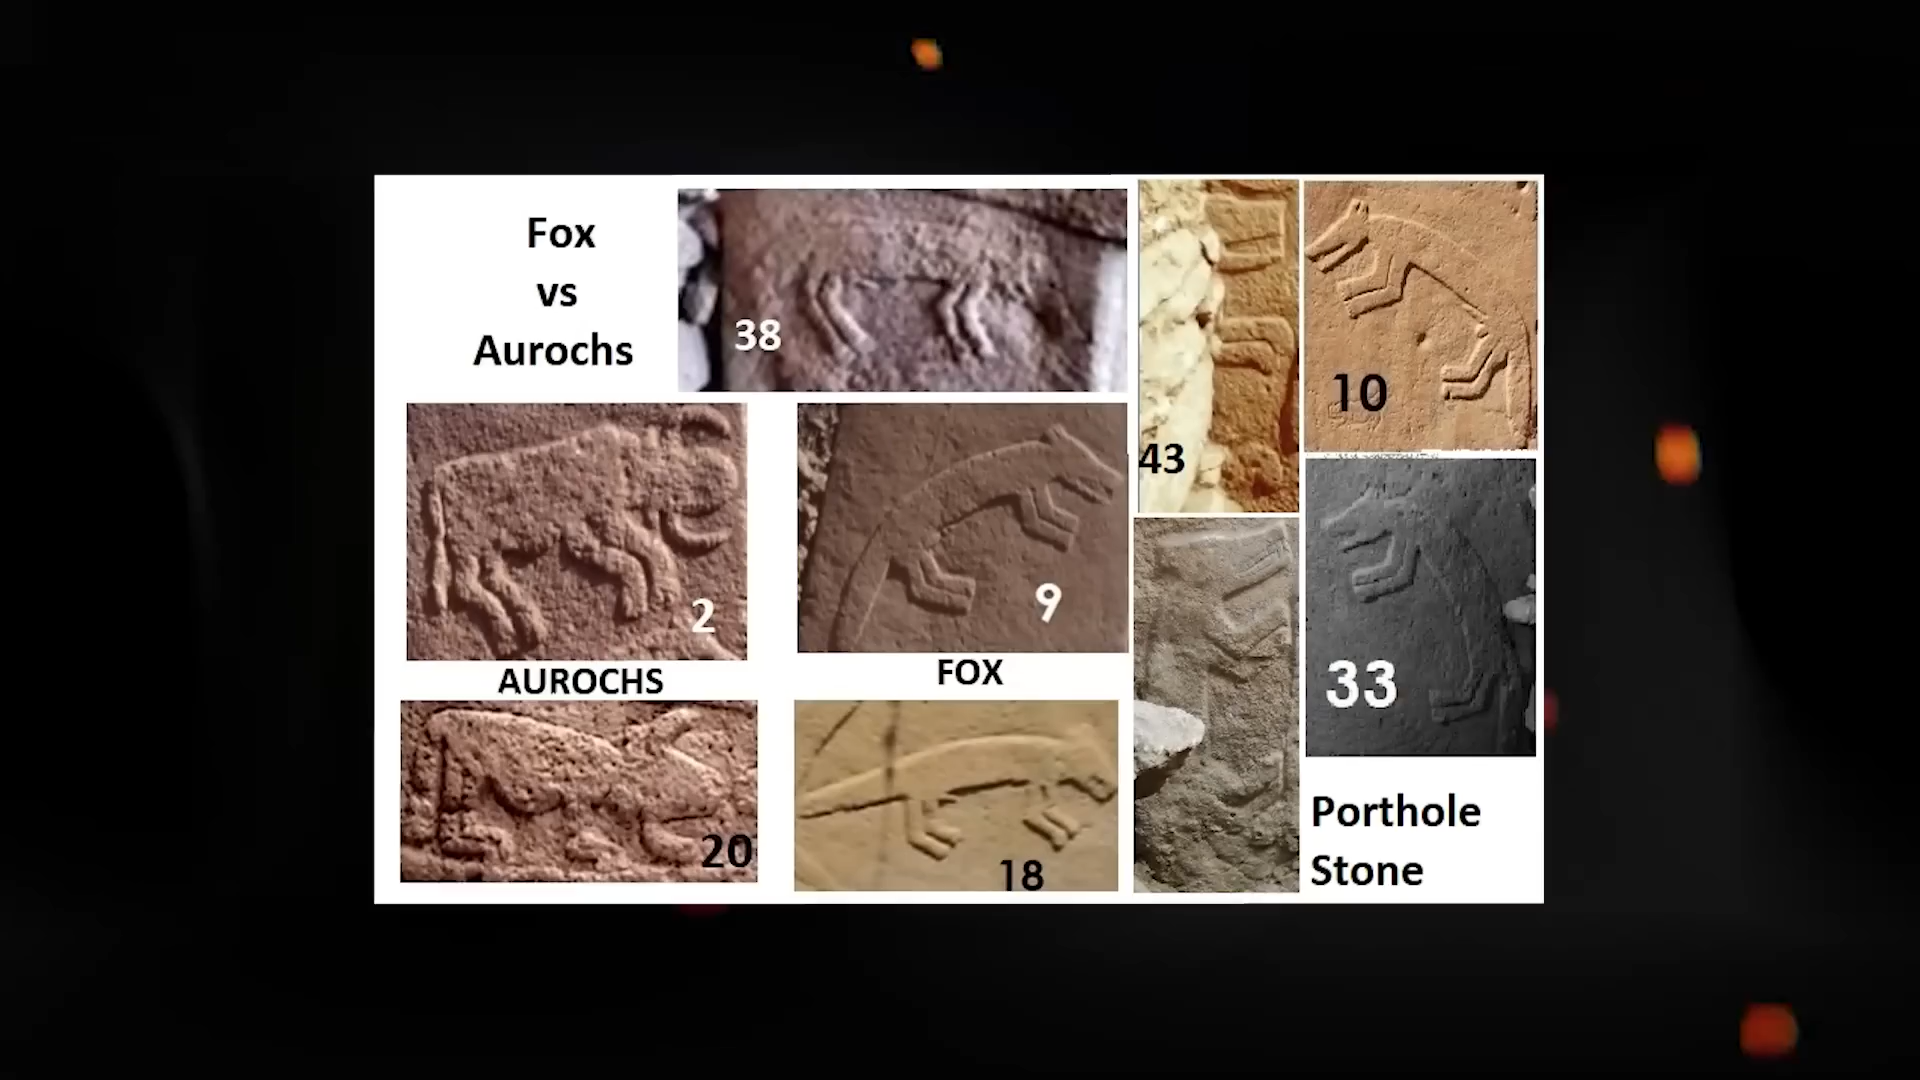 Fox
vs
Aurochs
38
43
10
2
9
33
AUROCHS
FOX
20
18
Porthole
Stone